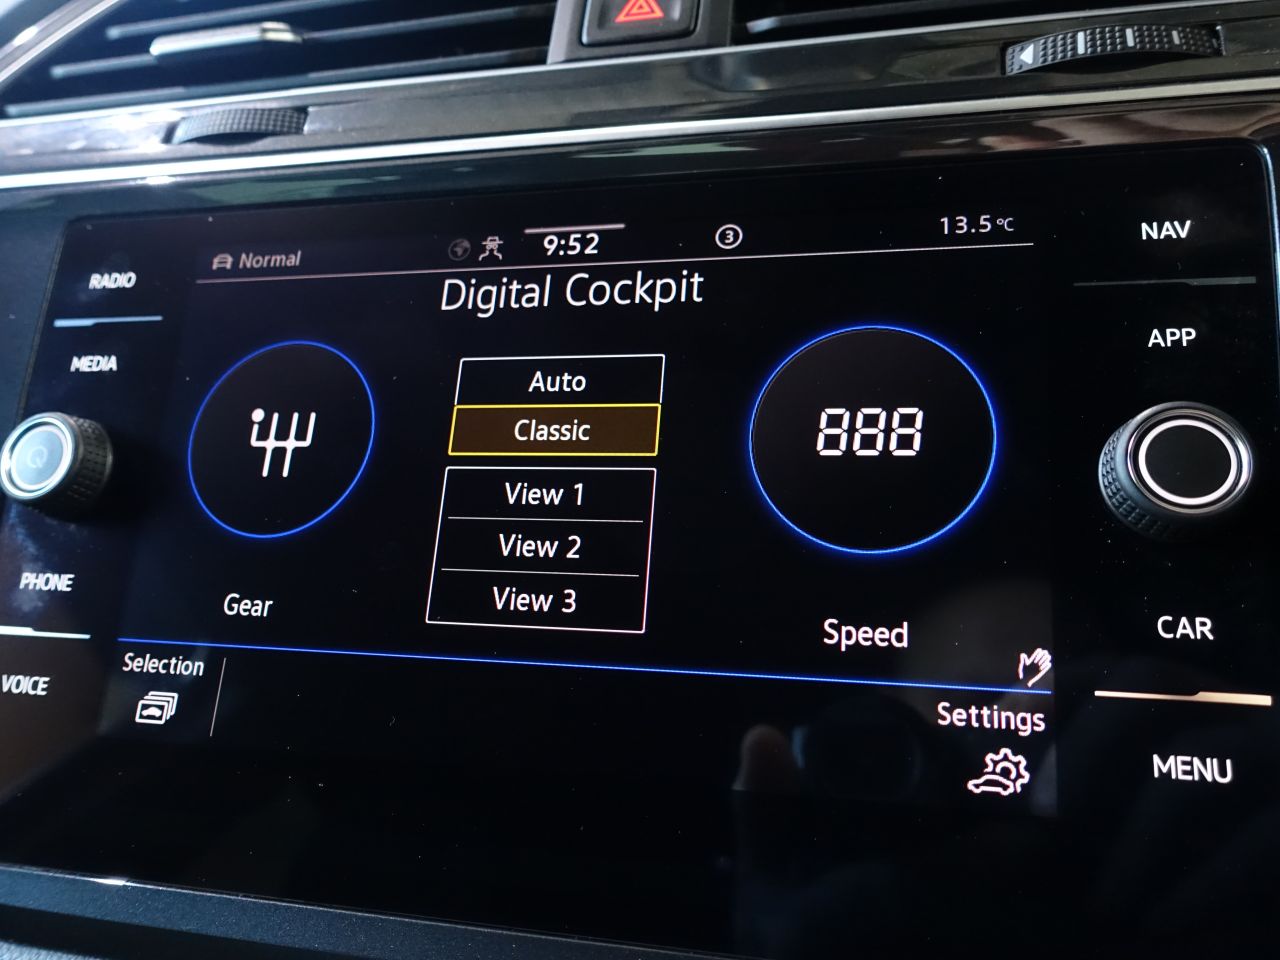 Normal
9:52
3
13.5°C
NAV
RADIO
Digital Cockpit
MEDIA
APP
Auto
Classic
888
View 1
View 2
View 3
PHONE
Gear
Speed
CAR
VOICE
Selection
Settings
MENU